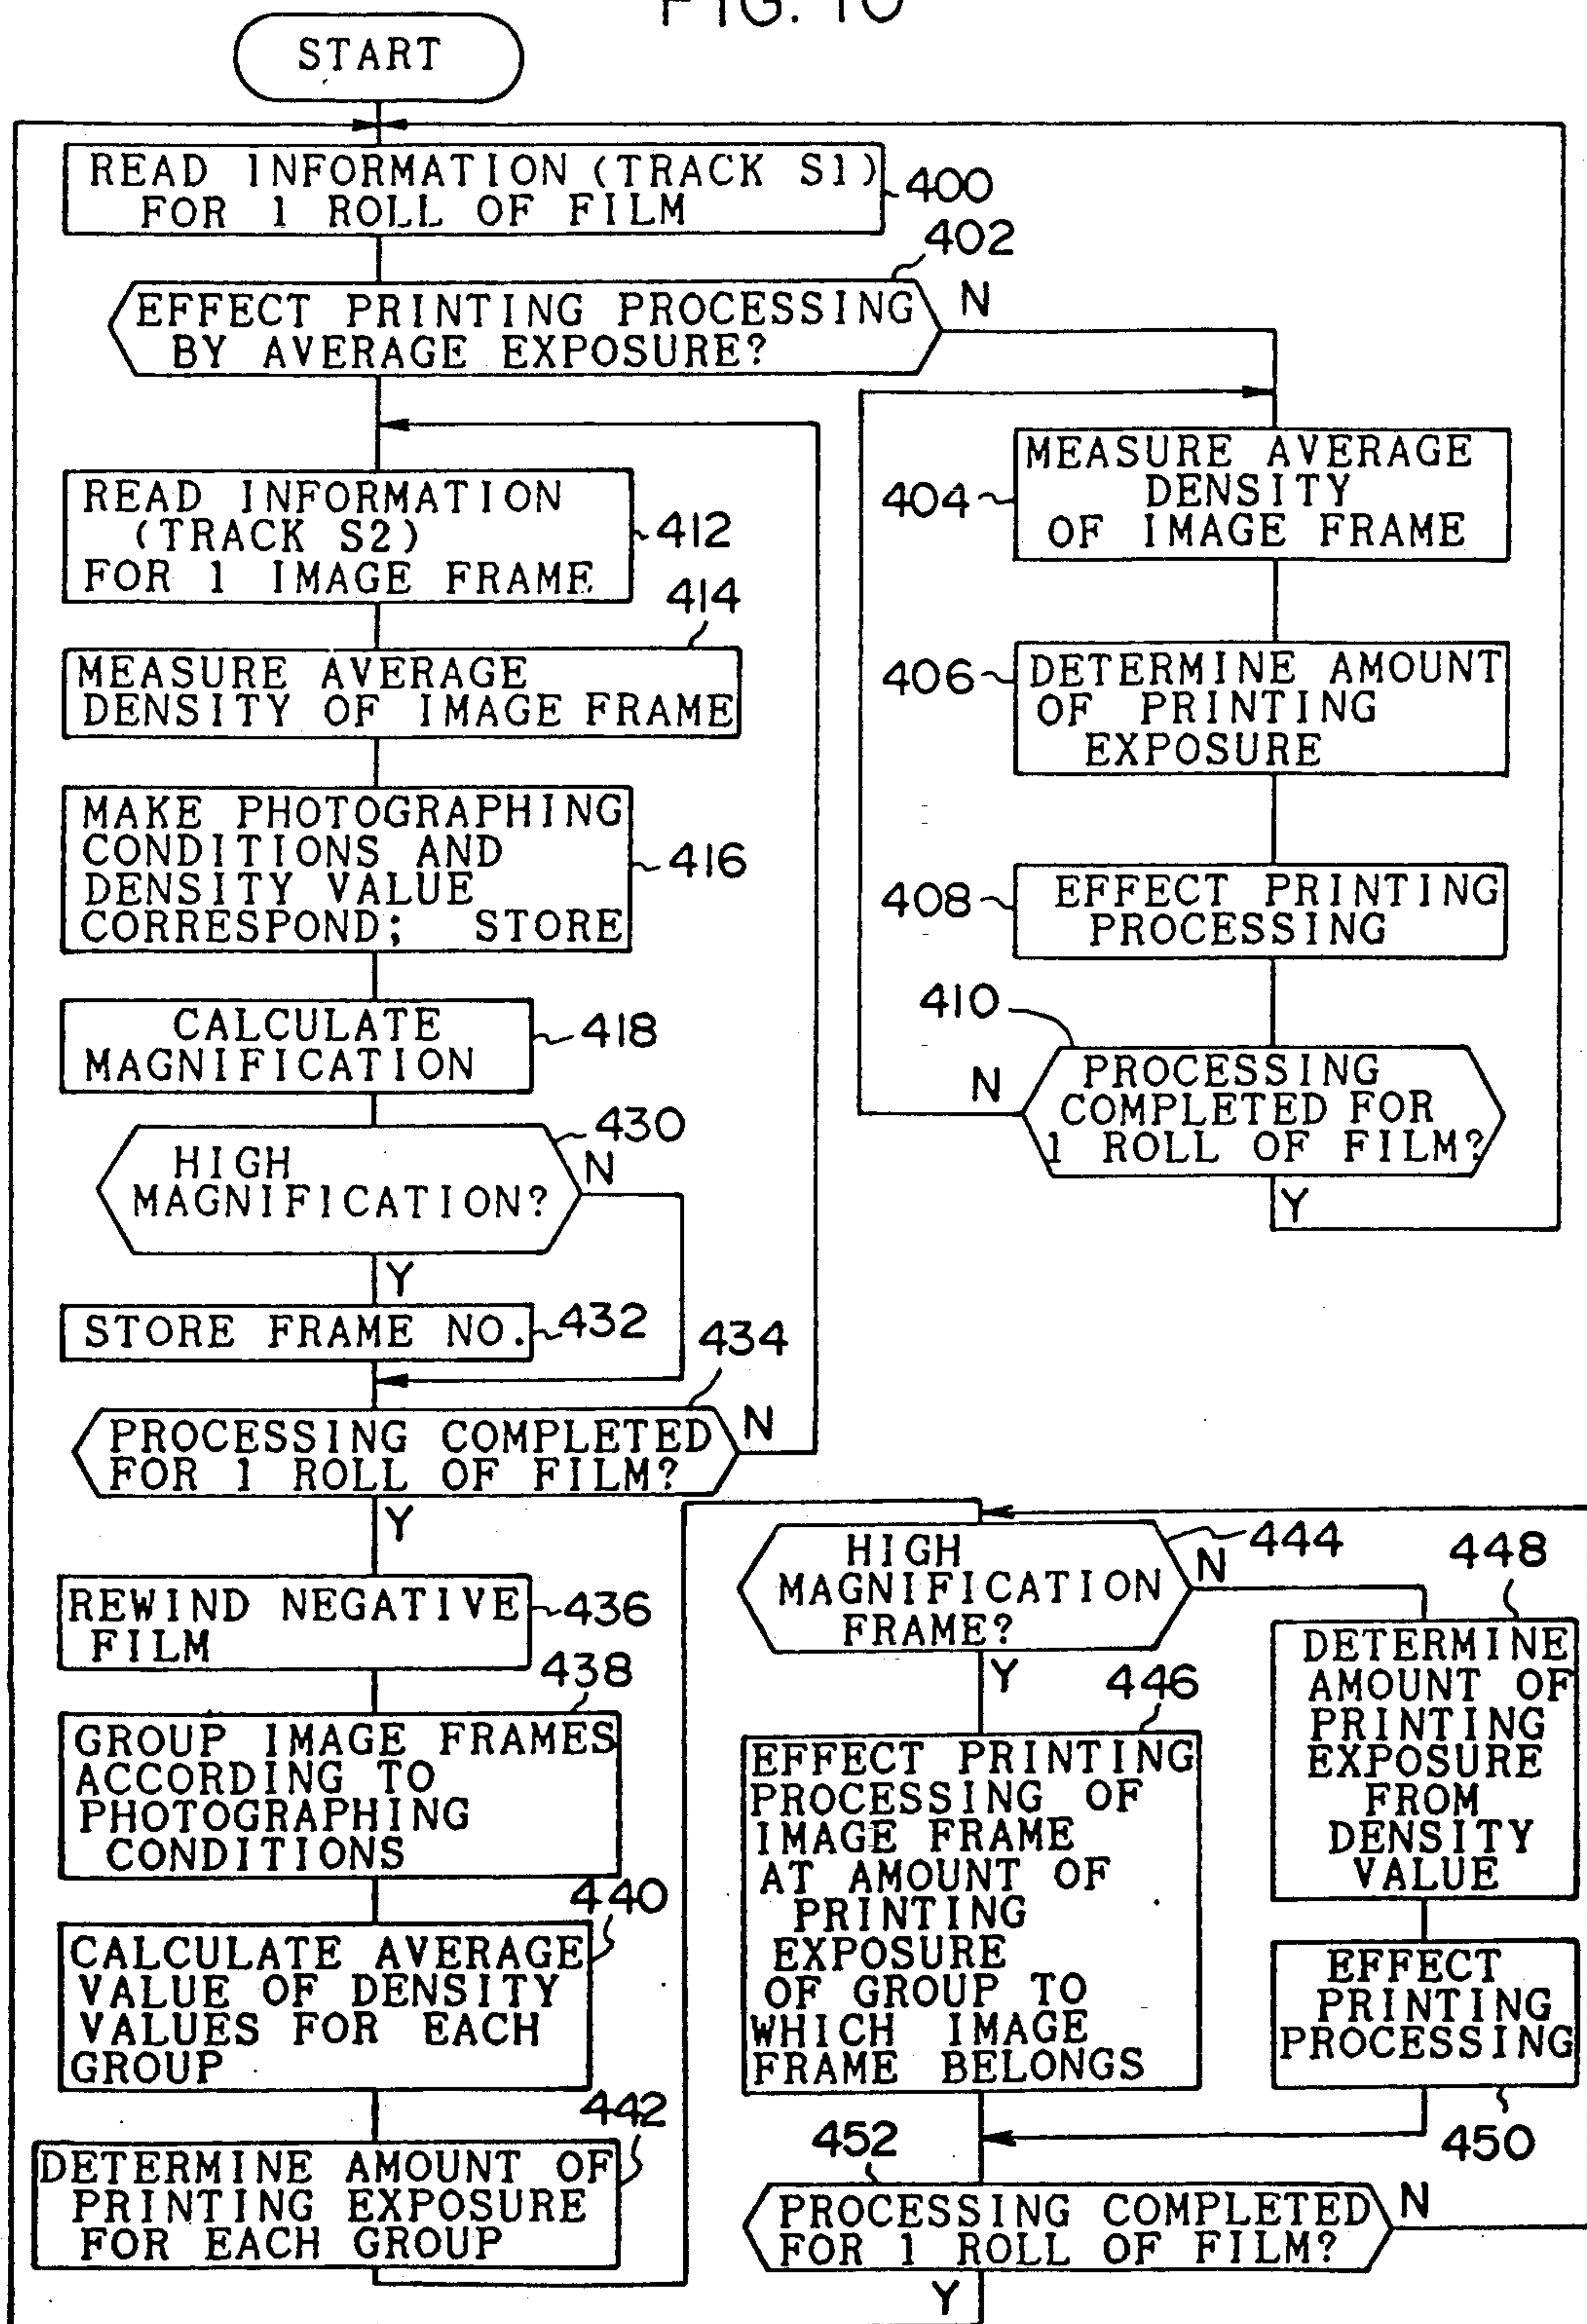 FIG. 10
START
READ INFORMATION (TRACK S1)
FOR 1 ROLL OF FILM
400
402
EFFECT PRINTING PROCESSING
BY AVERAGE EXPOSURE?
N
READ INFORMATION
(TRACK S2)
FOR 1 IMAGE FRAME
412
414
MEASURE AVERAGE
DENSITY OF IMAGE FRAME
MAKE PHOTOGRAPHING
CONDITIONS AND
DENSITY VALUE
CORRESPOND; STORE
416
CALCULATE
MAGNIFICATION
418
430
HIGH
MAGNIFICATION?
N
Y
STORE FRAME NO.
432
434
PROCESSING COMPLETED
FOR 1 ROLL OF FILM?
N
Y
REWIND NEGATIVE
FILM
436
438
GROUP IMAGE FRAMES
ACCORDING TO
PHOTOGRAPHING
CONDITIONS
440
CALCULATE AVERAGE
VALUE OF DENSITY
VALUES FOR EACH
GROUP
442
DETERMINE AMOUNT OF
PRINTING EXPOSURE
FOR EACH GROUP
404
MEASURE AVERAGE
DENSITY
OF IMAGE FRAME
406
DETERMINE AMOUNT
OF PRINTING
EXPOSURE
408
EFFECT PRINTING
PROCESSING
410
PROCESSING
COMPLETED FOR
1 ROLL OF FILM?
N
Y
444
HIGH
MAGNIFICATION
FRAME?
N
Y
446
EFFECT PRINTING
PROCESSING OF
IMAGE FRAME
AT AMOUNT OF
PRINTING
EXPOSURE
OF GROUP TO
WHICH IMAGE
FRAME BELONGS
448
DETERMINE
AMOUNT OF
PRINTING
EXPOSURE
FROM
DENSITY
VALUE
EFFECT
PRINTING
PROCESSING
450
452
PROCESSING COMPLETED
FOR 1 ROLL OF FILM?
N
Y